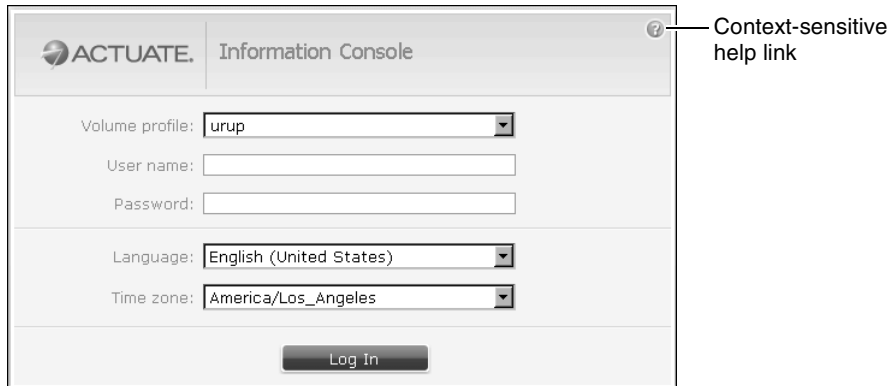 ACTUATE. Information Console
?
Context-sensitive
help link
Volume profile: urup
User name:
Password:
Language: English (United States)
Time zone: America/Los_Angeles
Log In